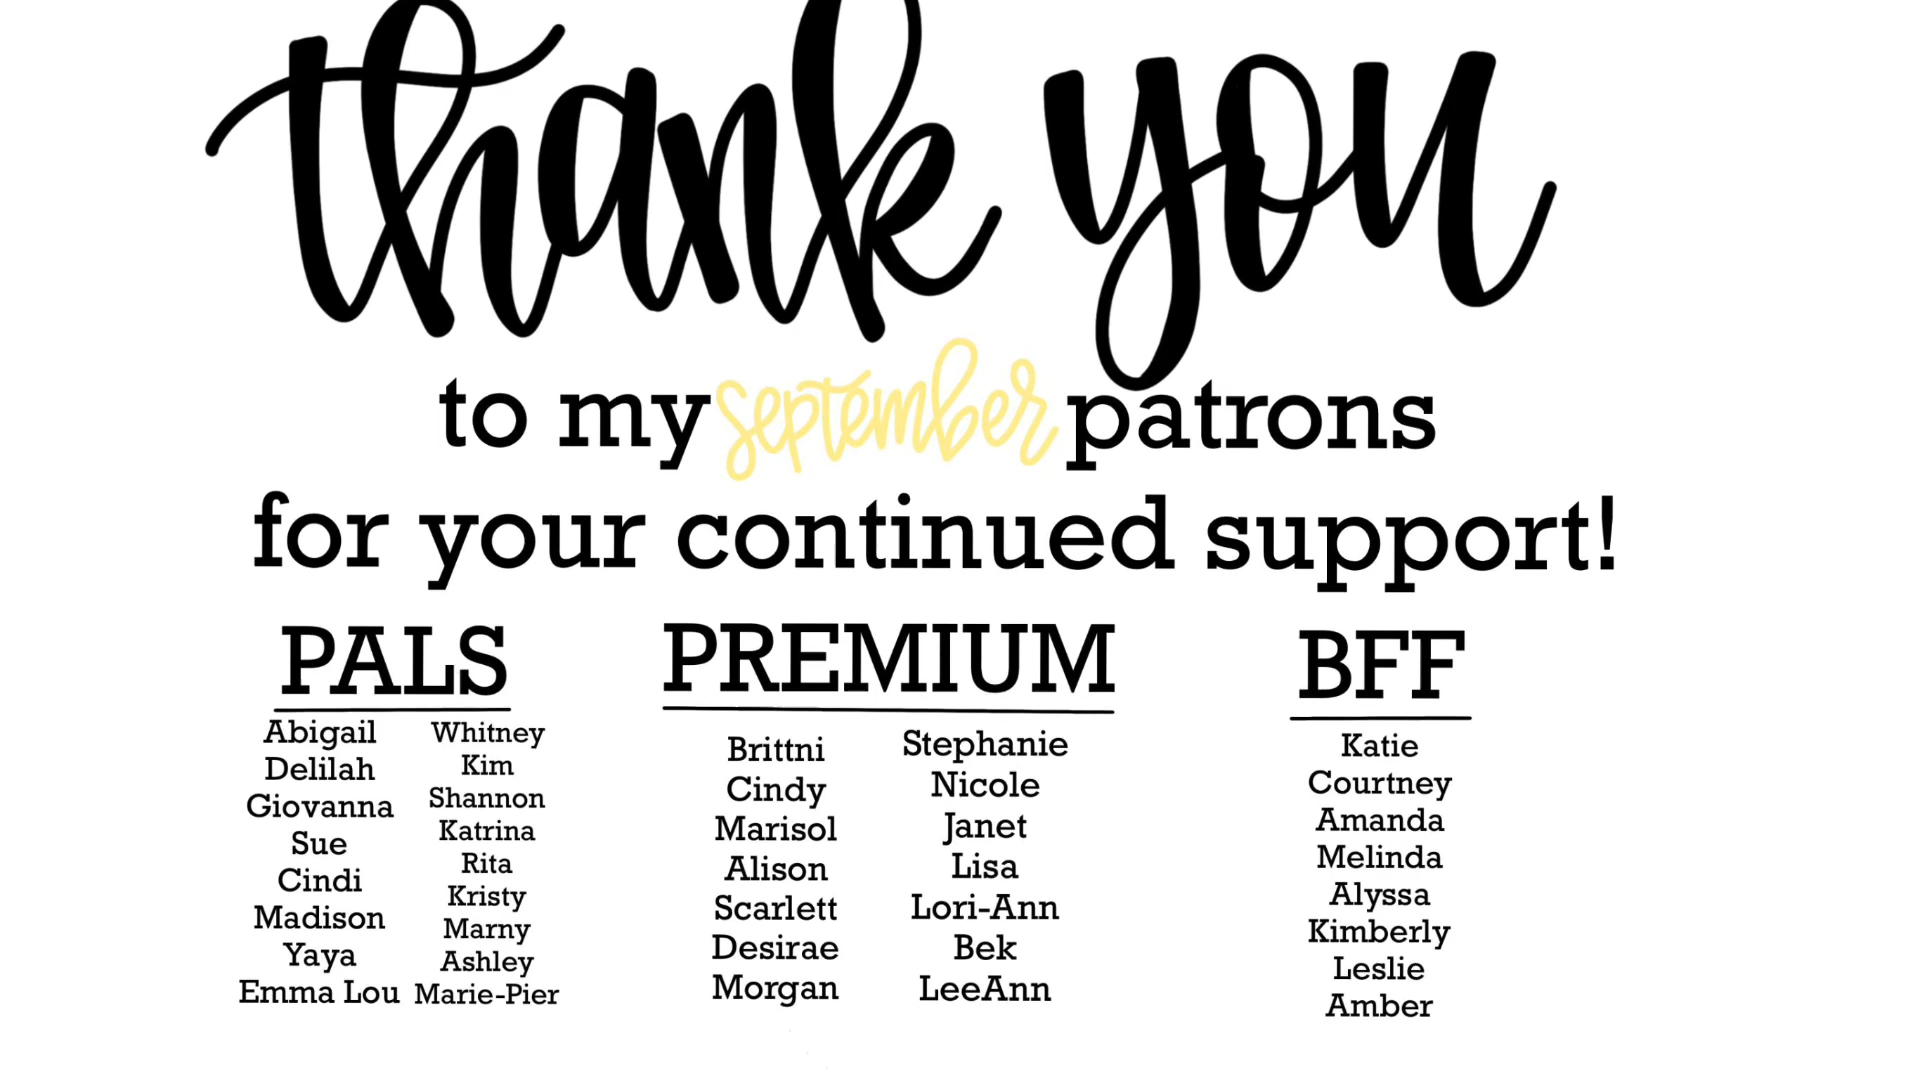 thank you
to my september patrons
for your continued support!
PALS
Abigail
Delilah
Giovanna
Sue
Cindi
Madison
Yaya
Emma Lou
Whitney
Kim
Shannon
Katrina
Rita
Kristy
Marny
Ashley
Marie-Pier
PREMIUM
Brittni
Cindy
Marisol
Alison
Scarlett
Desirae
Morgan
Stephanie
Nicole
Janet
Lisa
Lori-Ann
Bek
LeeAnn
BFF
Katie
Courtney
Amanda
Melinda
Alyssa
Kimberly
Leslie
Amber